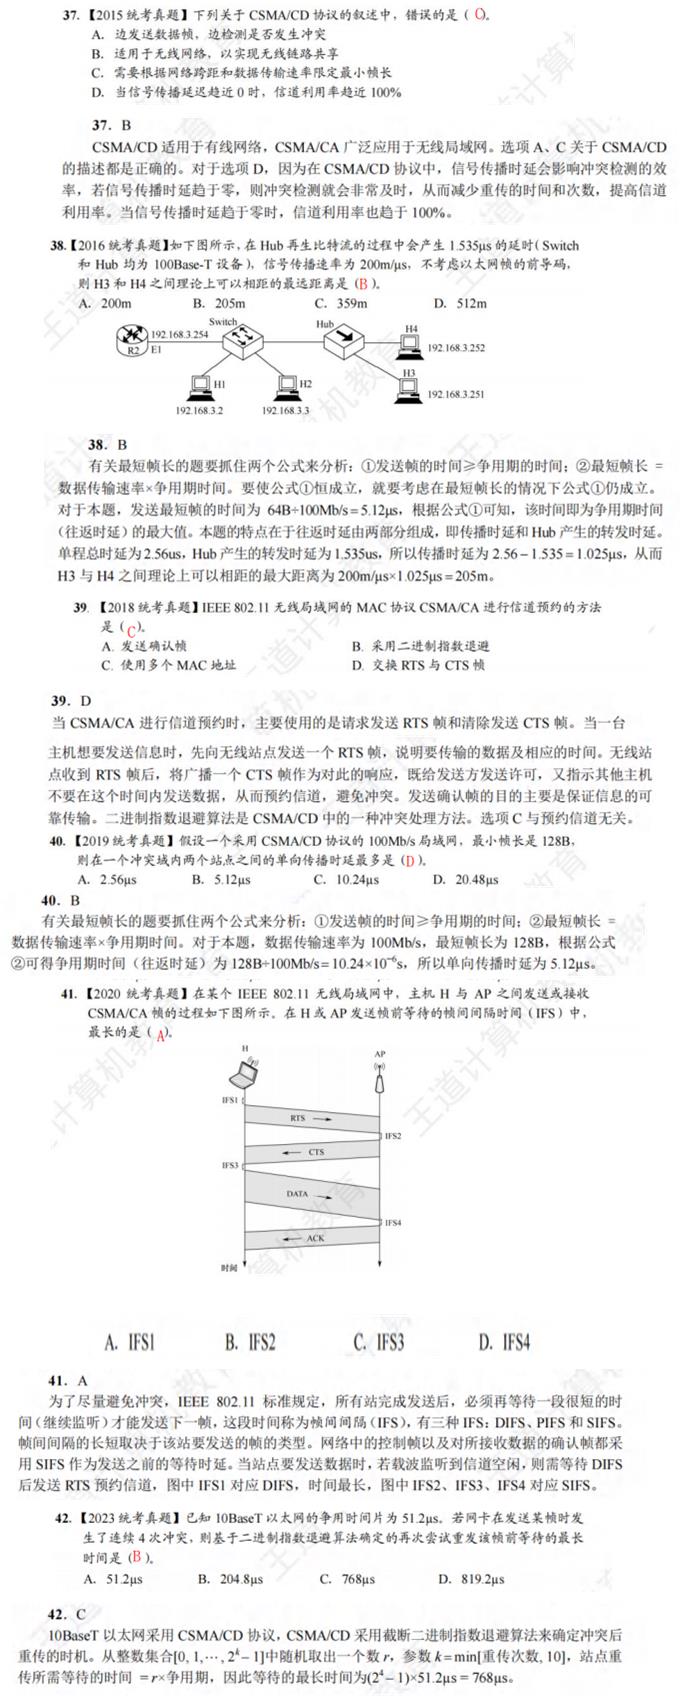 37. 【2015 统考真题】下列关于 CSMA/CD 协议的叙述中，错误的是（ C）。
A. 边发送数据帧，边检测是否发生冲突
B. 适用于无线网络，以实现无线链路共享
C. 需要根据网络跨距和数据传输速率限定最小帧长
D. 当信号传播延迟趋近 0 时，信道利用率趋近 100%
37. B
CSMA/CD 适用于有线网络，CSMA/CA 广泛应用于无线局域网。选项 A、C 关于 CSMA/CD
的描述都是正确的。对于选项 D，因为在 CSMA/CD 协议中，信号传播时延会影响冲突检测的效
率，若信号传播时延趋于零，则冲突检测就会非常及时，从而减少重传的时间和次数，提高信道
利用率。当信号传播时延趋于零时，信道利用率也趋于 100%。
38. 【2016 统考真题】如下图所示，在 Hub 再生比特流的过程中会产生 1.535μs 的延时（Switch
和 Hub 均为 100Base-T 设备），信号传播速率为 200m/μs，不考虑以太网帧的前导码，
则 H3 和 H4 之间理论上可以相距的最远距离是（B ）。
A. 200m B. 205m C. 359m D. 512m
Switch Hub H4
192.168.3.254
R2 E1 192.168.3.252
H1 H2 H3
192.168.3.251
192.168.3.2 192.168.3.3
38. B
有关最短帧长的题要抓住两个公式来分析：①发送帧的时间≥争用期的时间；②最短帧长 =
数据传输速率×争用期时间。要使公式①恒成立，就要考虑在最短帧长的情况下公式①仍成立。
对于本题，发送最短帧的时间为 64B÷100Mb/s = 5.12μs，根据公式①可知，该时间即为争用期时间
（往返时延）的最大值。本题的特点在于往返时延由两部分组成，即传播时延和 Hub 产生的转发时延。
单程总时延为 2.56us，Hub 产生的转发时延为 1.535us，所以传播时延为 2.56 − 1.535 = 1.025μs，从而
H3 与 H4 之间理论上可以相距的最大距离为 200m/μs×1.025μs = 205m。
39. 【2018 统考真题】IEEE 802.11 无线局域网的 MAC 协议 CSMA/CA 进行信道预约的方法
是（C）。
A. 发送确认帧 B. 采用二进制指数退避
C. 使用多个 MAC 地址 D. 交换 RTS 与 CTS 帧
39. D
当 CSMA/CA 进行信道预约时，主要使用的是请求发送 RTS 帧和清除发送 CTS 帧。当一台
主机想要发送信息时，先向无线站点发送一个 RTS 帧，说明要传输的数据及相应的时间。无线站
点收到 RTS 帧后，将广播一个 CTS 帧作为对此的响应，既给发送方发送许可，又指示其他主机
不要在这个时间内发送数据，从而预约信道，避免冲突。发送确认帧的目的主要是保证信息的可
靠传输。二进制指数退避算法是 CSMA/CD 中的一种冲突处理方法。选项 C 与预约信道无关。
40. 【2019 统考真题】假设一个采用 CSMA/CD 协议的 100Mb/s 局域网，最小帧长是 128B，
则在一个冲突域内两个站点之间的单向传播时延最多是（D ）。
A. 2.56μs B. 5.12μs C. 10.24μs D. 20.48μs
40. B
有关最短帧长的题要抓住两个公式来分析：①发送帧的时间≥争用期的时间；②最短帧长 =
数据传输速率×争用期时间。对于本题，数据传输速率为 100Mb/s，最短帧长为 128B，根据公式
②可得争用期时间（往返时延）为 128B÷100Mb/s = 10.24×10⁻⁶s，所以单向传播时延为 5.12μs。
41. 【2020 统考真题】在某个 IEEE 802.11 无线局域网中，主机 H 与 AP 之间发送或接收
CSMA/CA 帧的过程如下图所示。在 H 或 AP 发送帧前等待的帧间间隔时间（IFS）中，
最长的是（ A）。
H
AP
IFS1
RTS
IFS2
CTS
IFS3
DATA
IFS4
ACK
时间
A. IFS1 B. IFS2 C. IFS3 D. IFS4
41. A
为了尽量避免冲突，IEEE 802.11 标准规定，所有站完成发送后，必须再等待一段很短的时
间（继续监听）才能发送下一帧，这段时间称为帧间间隔（IFS），有三种 IFS：DIFS、PIFS 和 SIFS。
帧间间隔的长短取决于该站要发送的帧的类型。网络中的控制帧以及对所接收数据的确认帧都采
用 SIFS 作为发送之前的等待时延。当站点要发送数据时，若载波监听到信道空闲，则需等待 DIFS
后发送 RTS 预约信道，图中 IFS1 对应 DIFS，时间最长，图中 IFS2、IFS3、IFS4 对应 SIFS。
42. 【2023 统考真题】已知 10BaseT 以太网的争用时间片为 51.2μs。若网卡在发送某帧时发
生了连续 4 次冲突，则基于二进制指数退避算法确定的再次尝试重发该帧前等待的最长
时间是（B ）。
A. 51.2μs B. 204.8μs C. 768μs D. 819.2μs
42. C
10BaseT 以太网采用 CSMA/CD 协议，CSMA/CD 采用截断二进制指数退避算法来确定冲突后
重传的时机。从整数集合[0, 1,⋯, 2ᵏ − 1]中随机取出一个数 r，参数 k = min[重传次数, 10]，站点重
传所需等待的时间 = r×争用期，因此等待的最长时间为(2⁴ − 1)×51.2μs = 768μs。